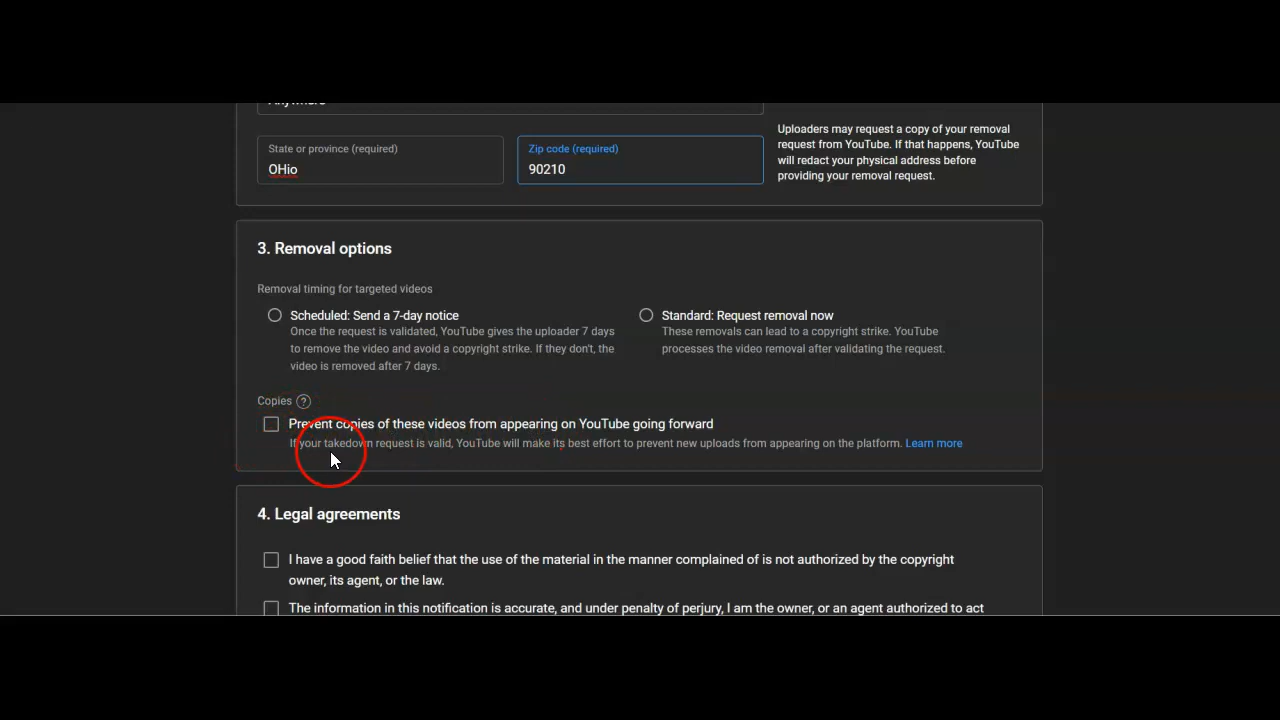 Anywhere
State or province (required)
OHio
Zip code (required)
90210
Uploaders may request a copy of your removal
request from YouTube. If that happens, YouTube
will redact your physical address before
providing your removal request.
3. Removal options
Removal timing for targeted videos
Scheduled: Send a 7-day notice
Once the request is validated, YouTube gives the uploader 7 days
to remove the video and avoid a copyright strike. If they don't, the
video is removed after 7 days.
Standard: Request removal now
These removals can lead to a copyright strike. YouTube
processes the video removal after validating the request.
Copies ?
Prevent copies of these videos from appearing on YouTube going forward
If your takedown request is valid, YouTube will make its best effort to prevent new uploads from appearing on the platform. Learn more
4. Legal agreements
I have a good faith belief that the use of the material in the manner complained of is not authorized by the copyright
owner, its agent, or the law.
The information in this notification is accurate, and under penalty of perjury, I am the owner, or an agent authorized to act